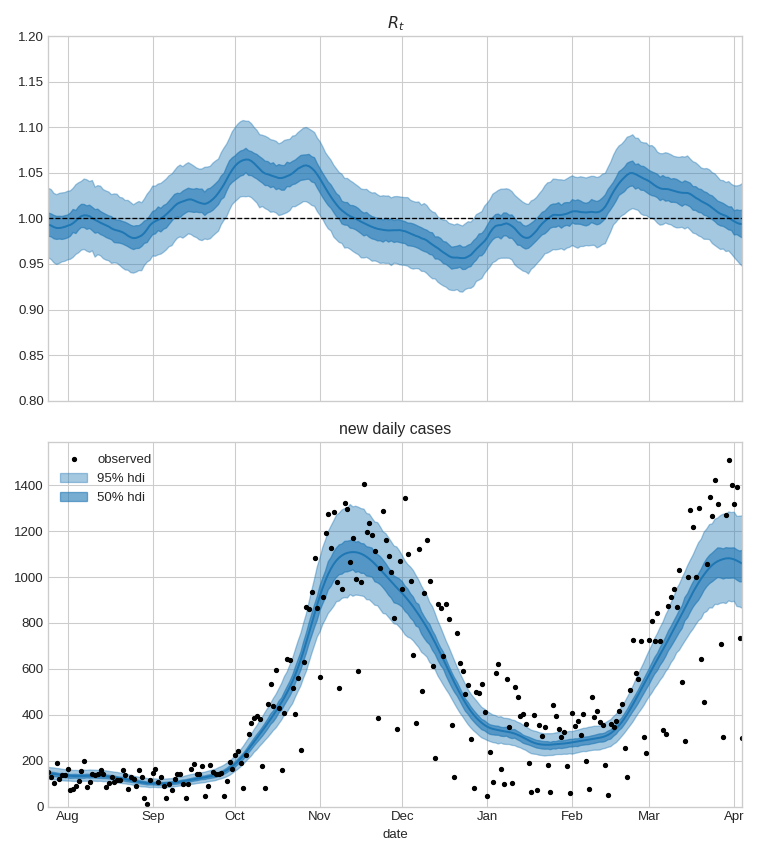 R_t
1.20
1.15
1.10
1.05
1.00
0.95
0.90
0.85
0.80
new daily cases
observed
95% hdi
50% hdi
1400
1200
1000
800
600
400
200
0
Aug Sep Oct Nov Dec Jan Feb Mar Apr
date